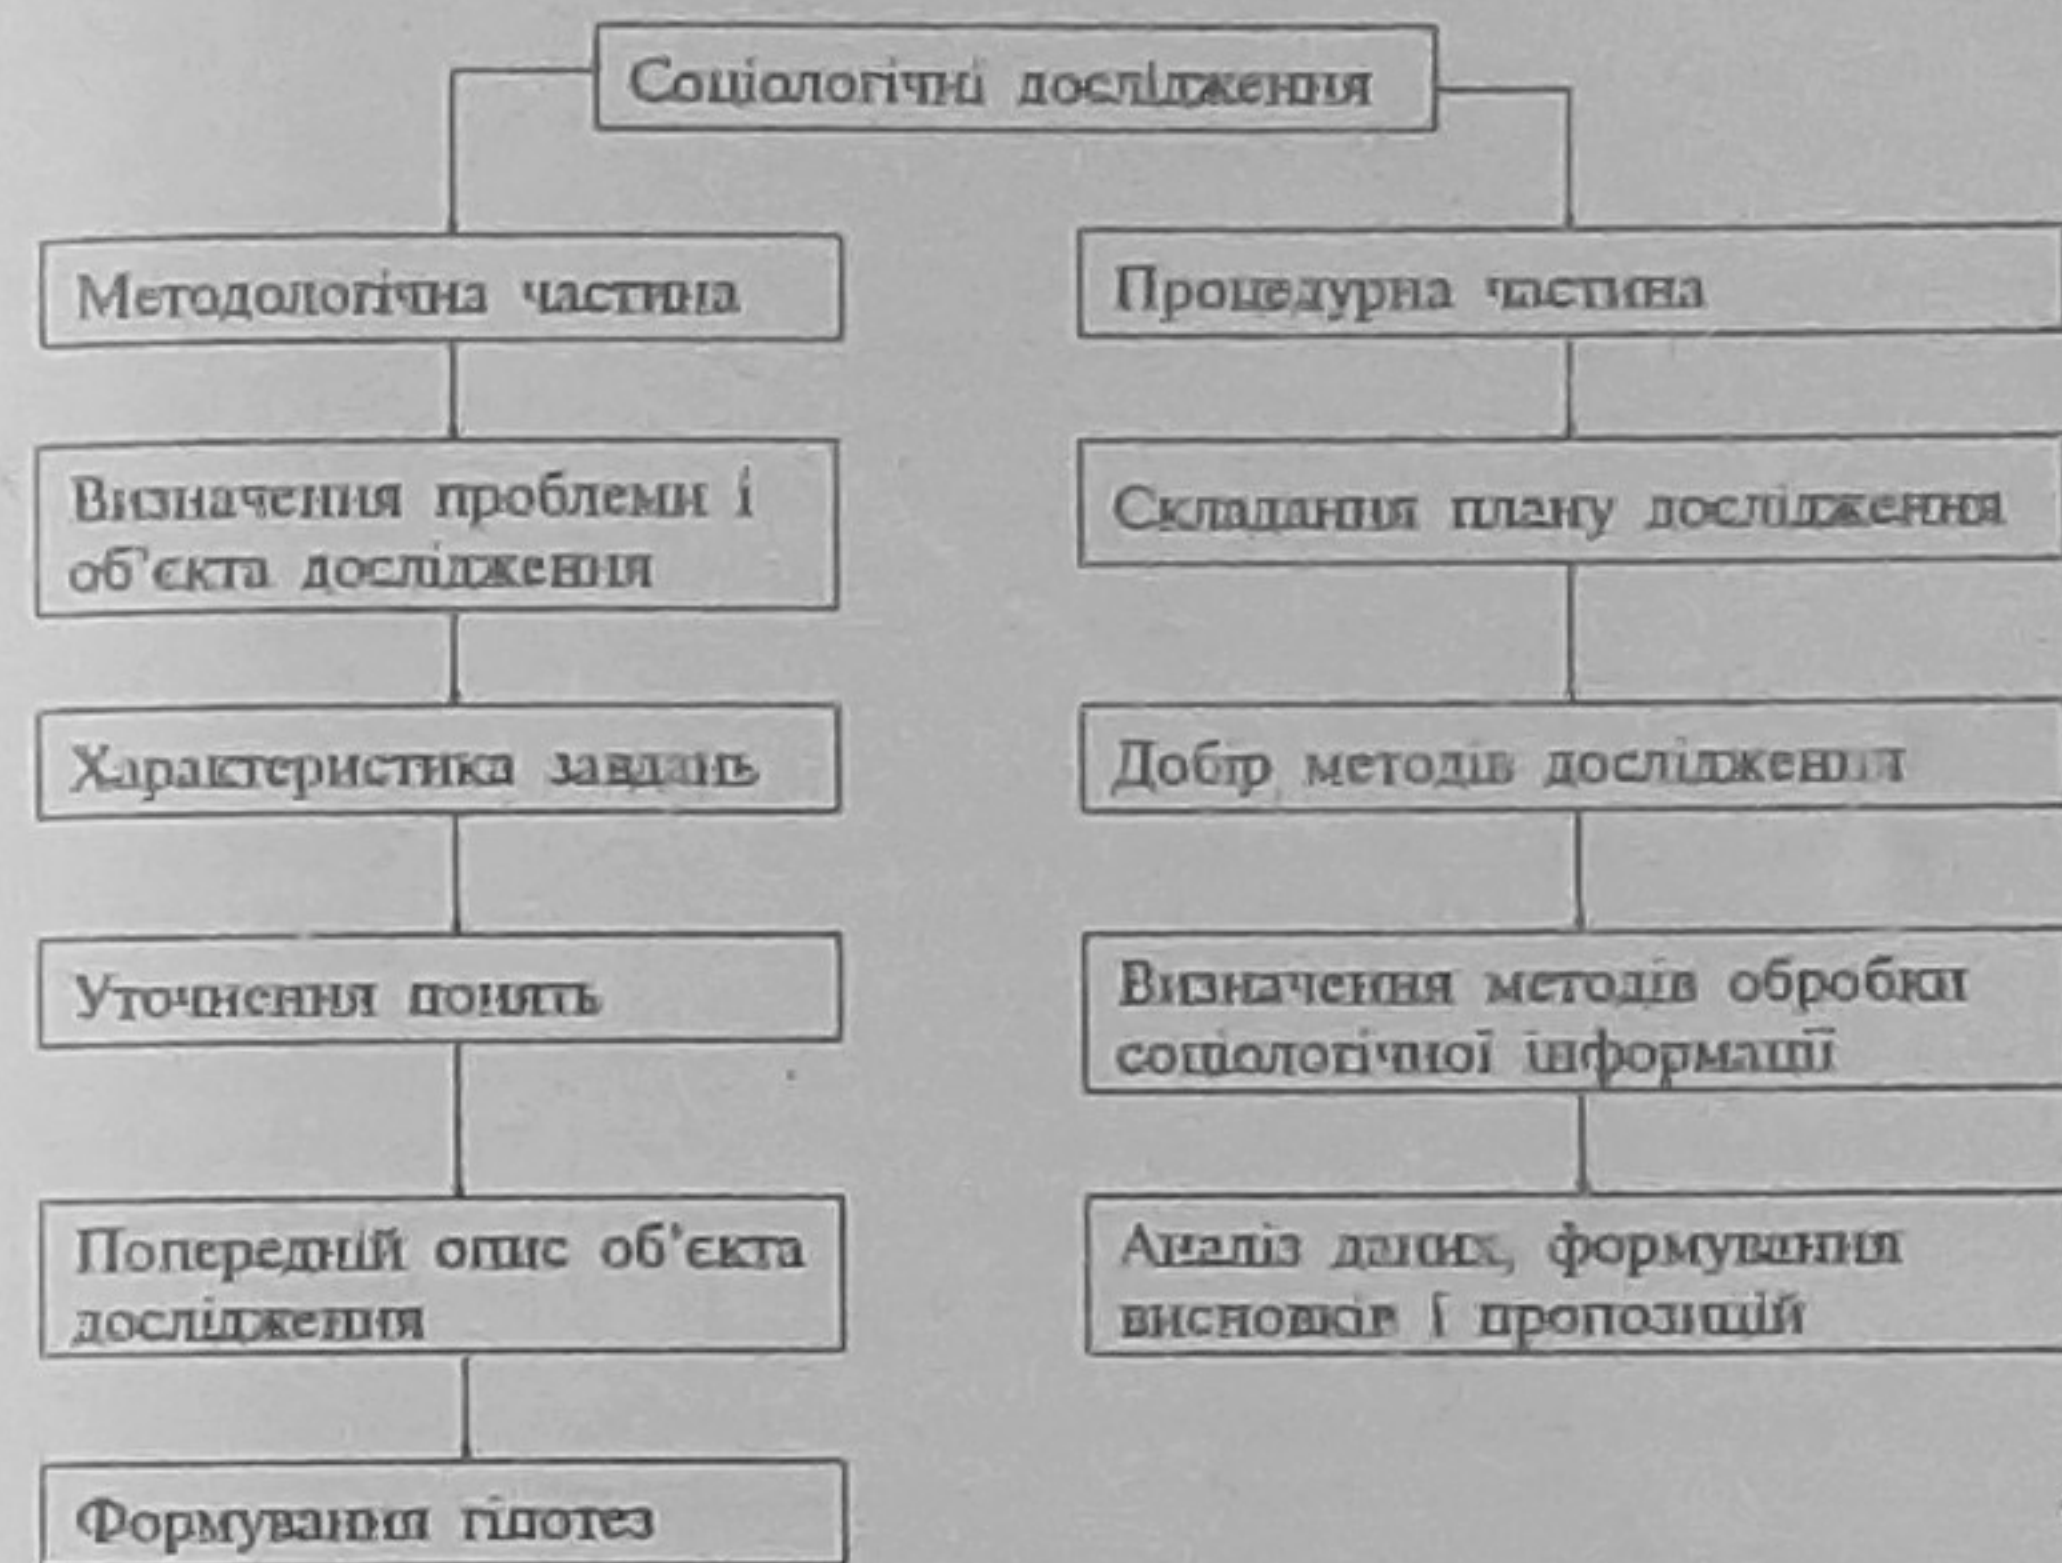 Соціологічні дослідження
Методологічна частина
Визначення проблеми і
об'єкта дослідження
Характеристика завдань
Уточнення понять
Попередній опис об'єкта
дослідження
Формування гіпотез
Процедурна частина
Складання плану дослідження
Добір методів дослідження
Визначення методів обробки
соціологічної інформації
Аналіз даних, формування
висновків і пропозицій